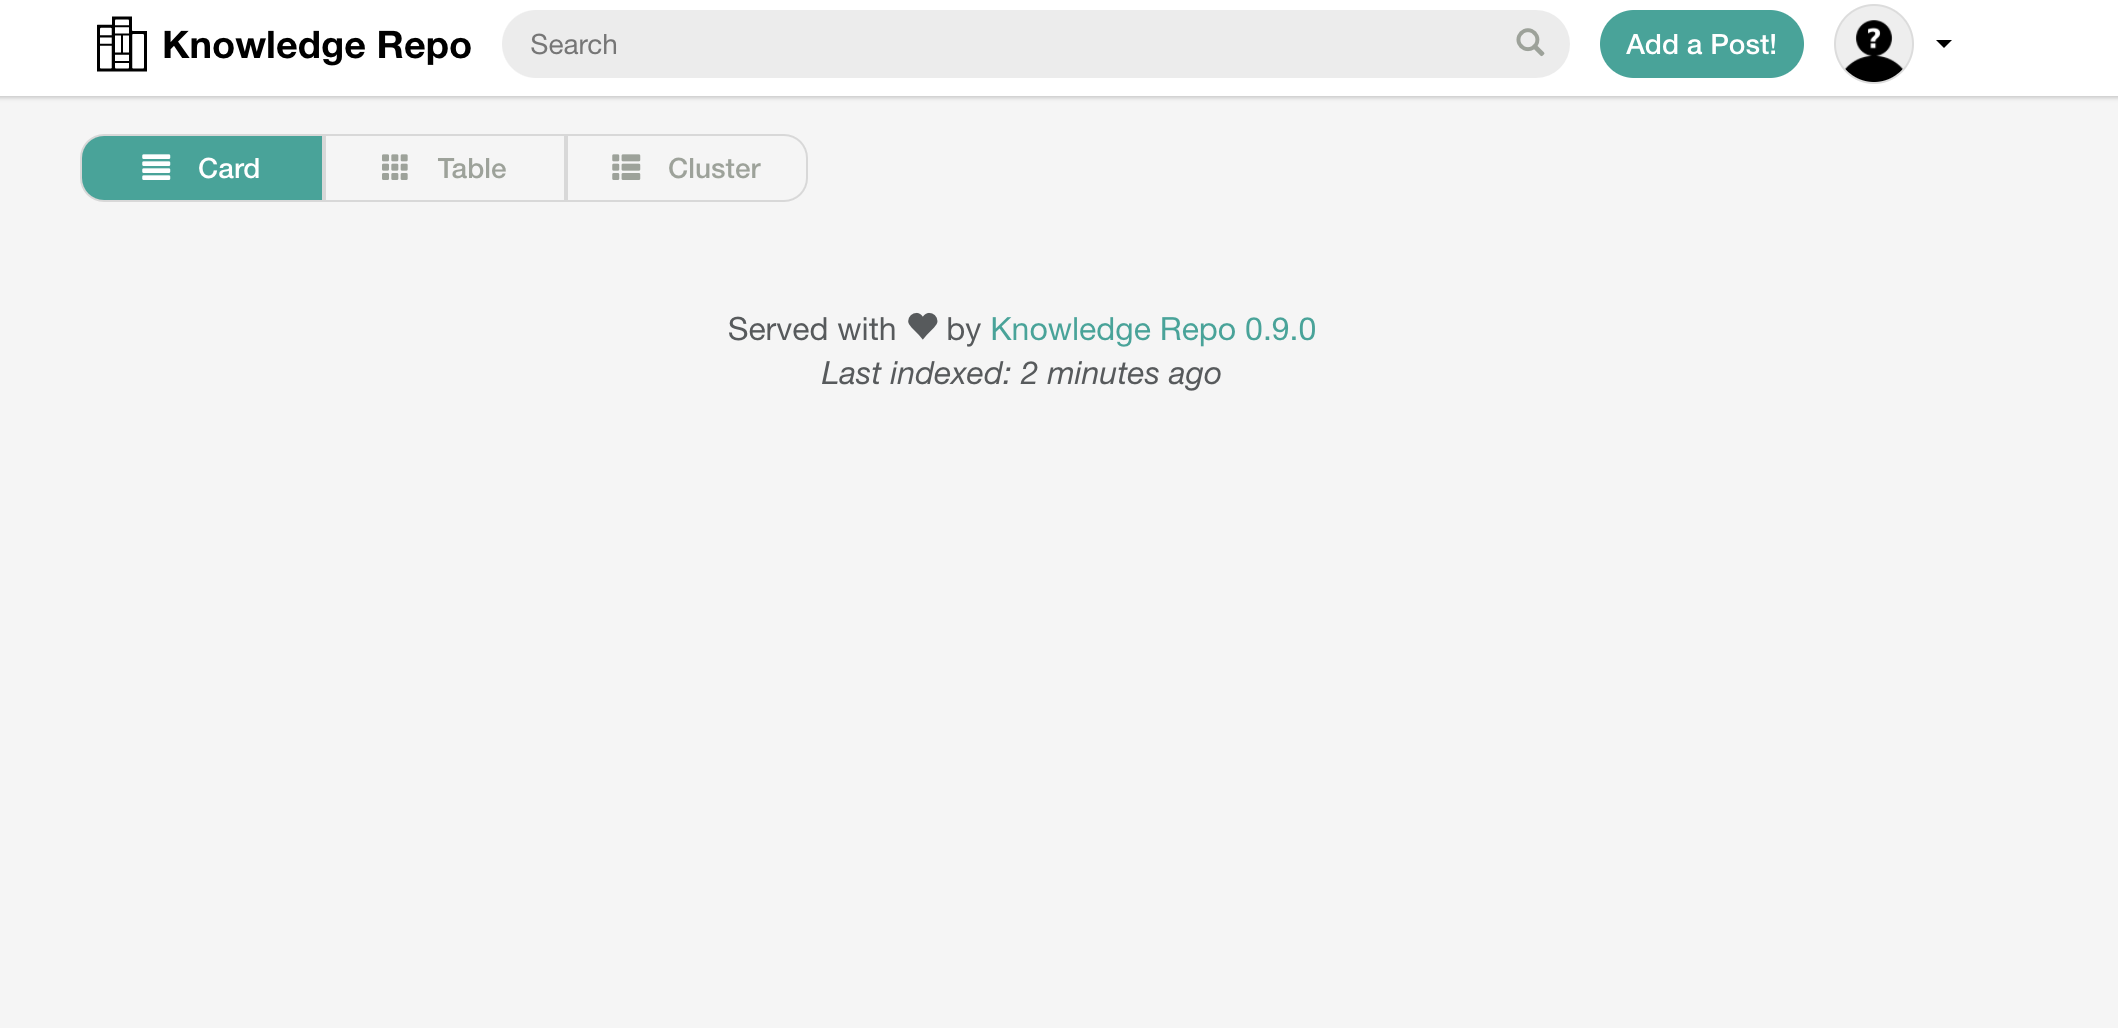 Knowledge Repo
Search
Add a Post!
?
Card
Table
Cluster
Served with ♥ by Knowledge Repo 0.9.0
Last indexed: 2 minutes ago